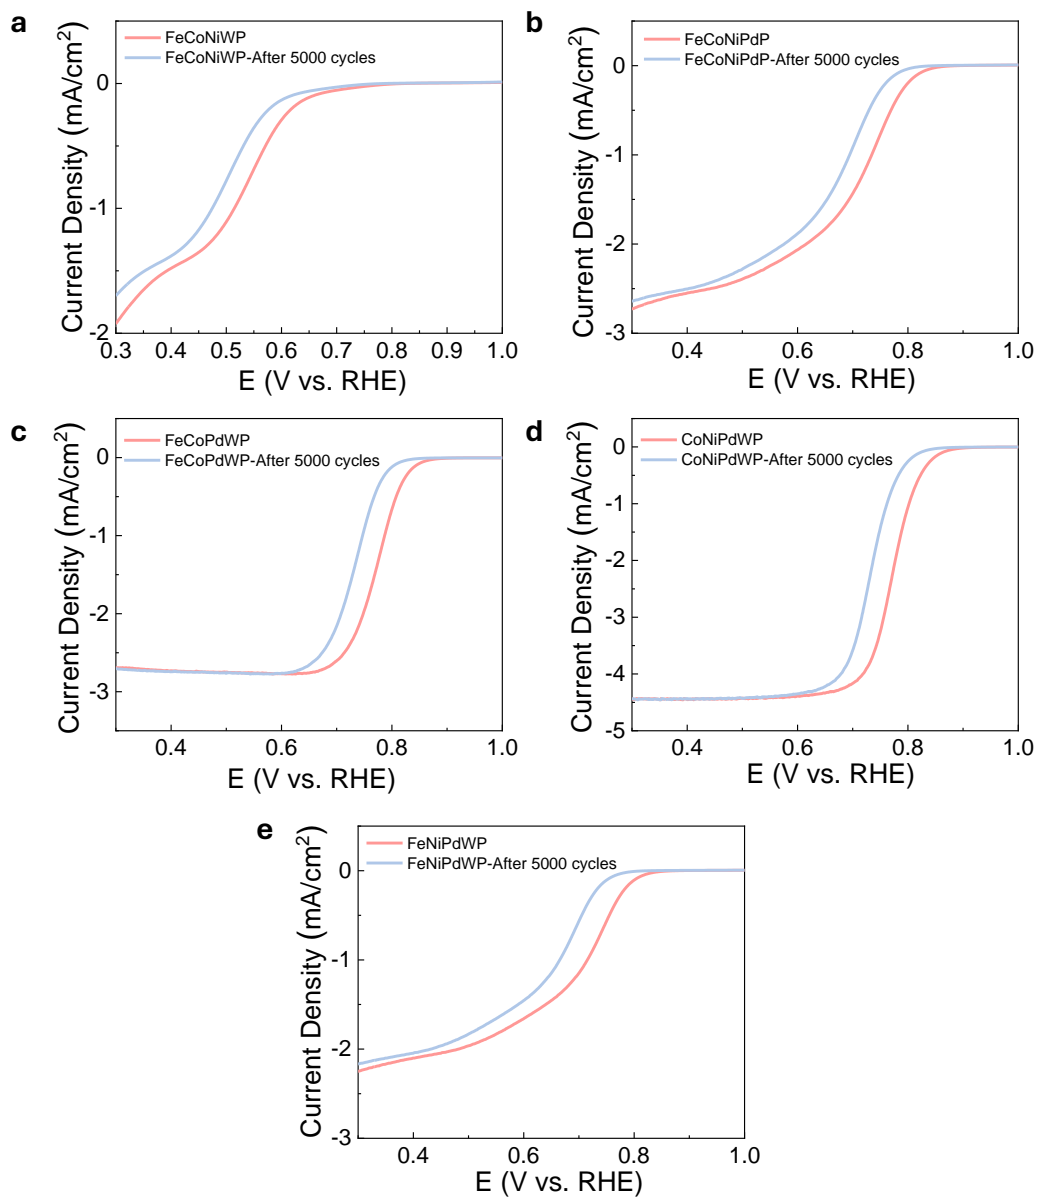 a
FeCoNiWP
FeCoNiWP-After 5000 cycles
Current Density (mA/cm²)
0
-1
-2
0.3 0.4 0.5 0.6 0.7 0.8 0.9 1.0
E (V vs. RHE)
b
FeCoNiPdP
FeCoNiPdP-After 5000 cycles
Current Density (mA/cm²)
0
-1
-2
-3
0.4 0.6 0.8 1.0
E (V vs. RHE)
c
FeCoPdWP
FeCoPdWP-After 5000 cycles
Current Density (mA/cm²)
0
-1
-2
-3
0.4 0.6 0.8 1.0
E (V vs. RHE)
d
CoNiPdWP
CoNiPdWP-After 5000 cycles
Current Density (mA/cm²)
0
-1
-2
-3
-4
-5
0.4 0.6 0.8 1.0
E (V vs. RHE)
e
FeNiPdWP
FeNiPdWP-After 5000 cycles
Current Density (mA/cm²)
0
-1
-2
-3
0.4 0.6 0.8 1.0
E (V vs. RHE)